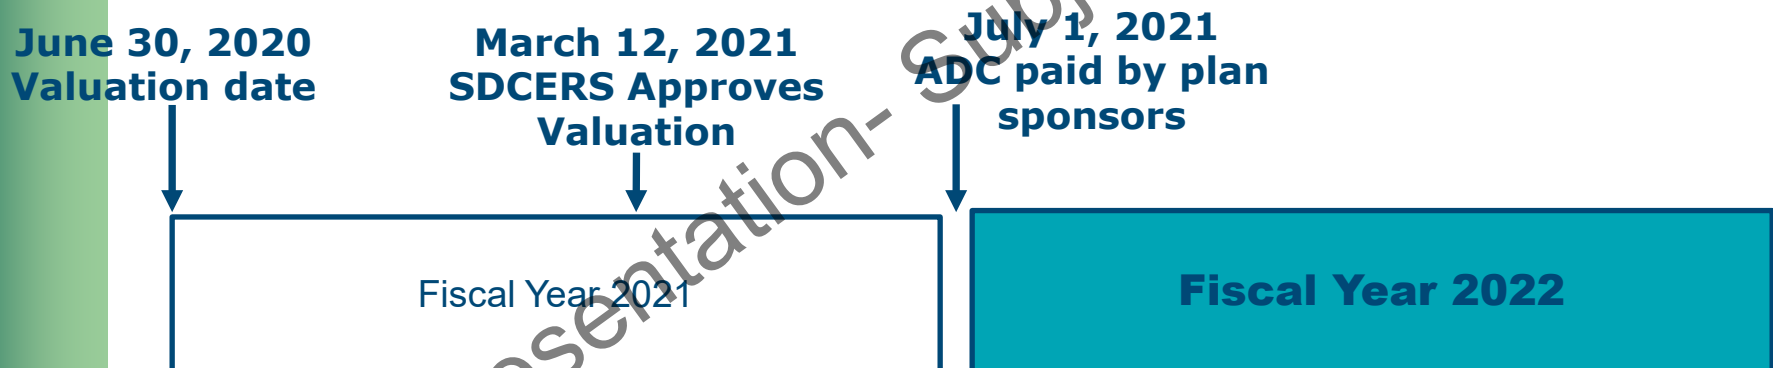 June 30, 2020
Valuation date
March 12, 2021
SDCERS Approves
Valuation
July 1, 2021
ADC paid by plan
sponsors
Fiscal Year 2021
Fiscal Year 2022